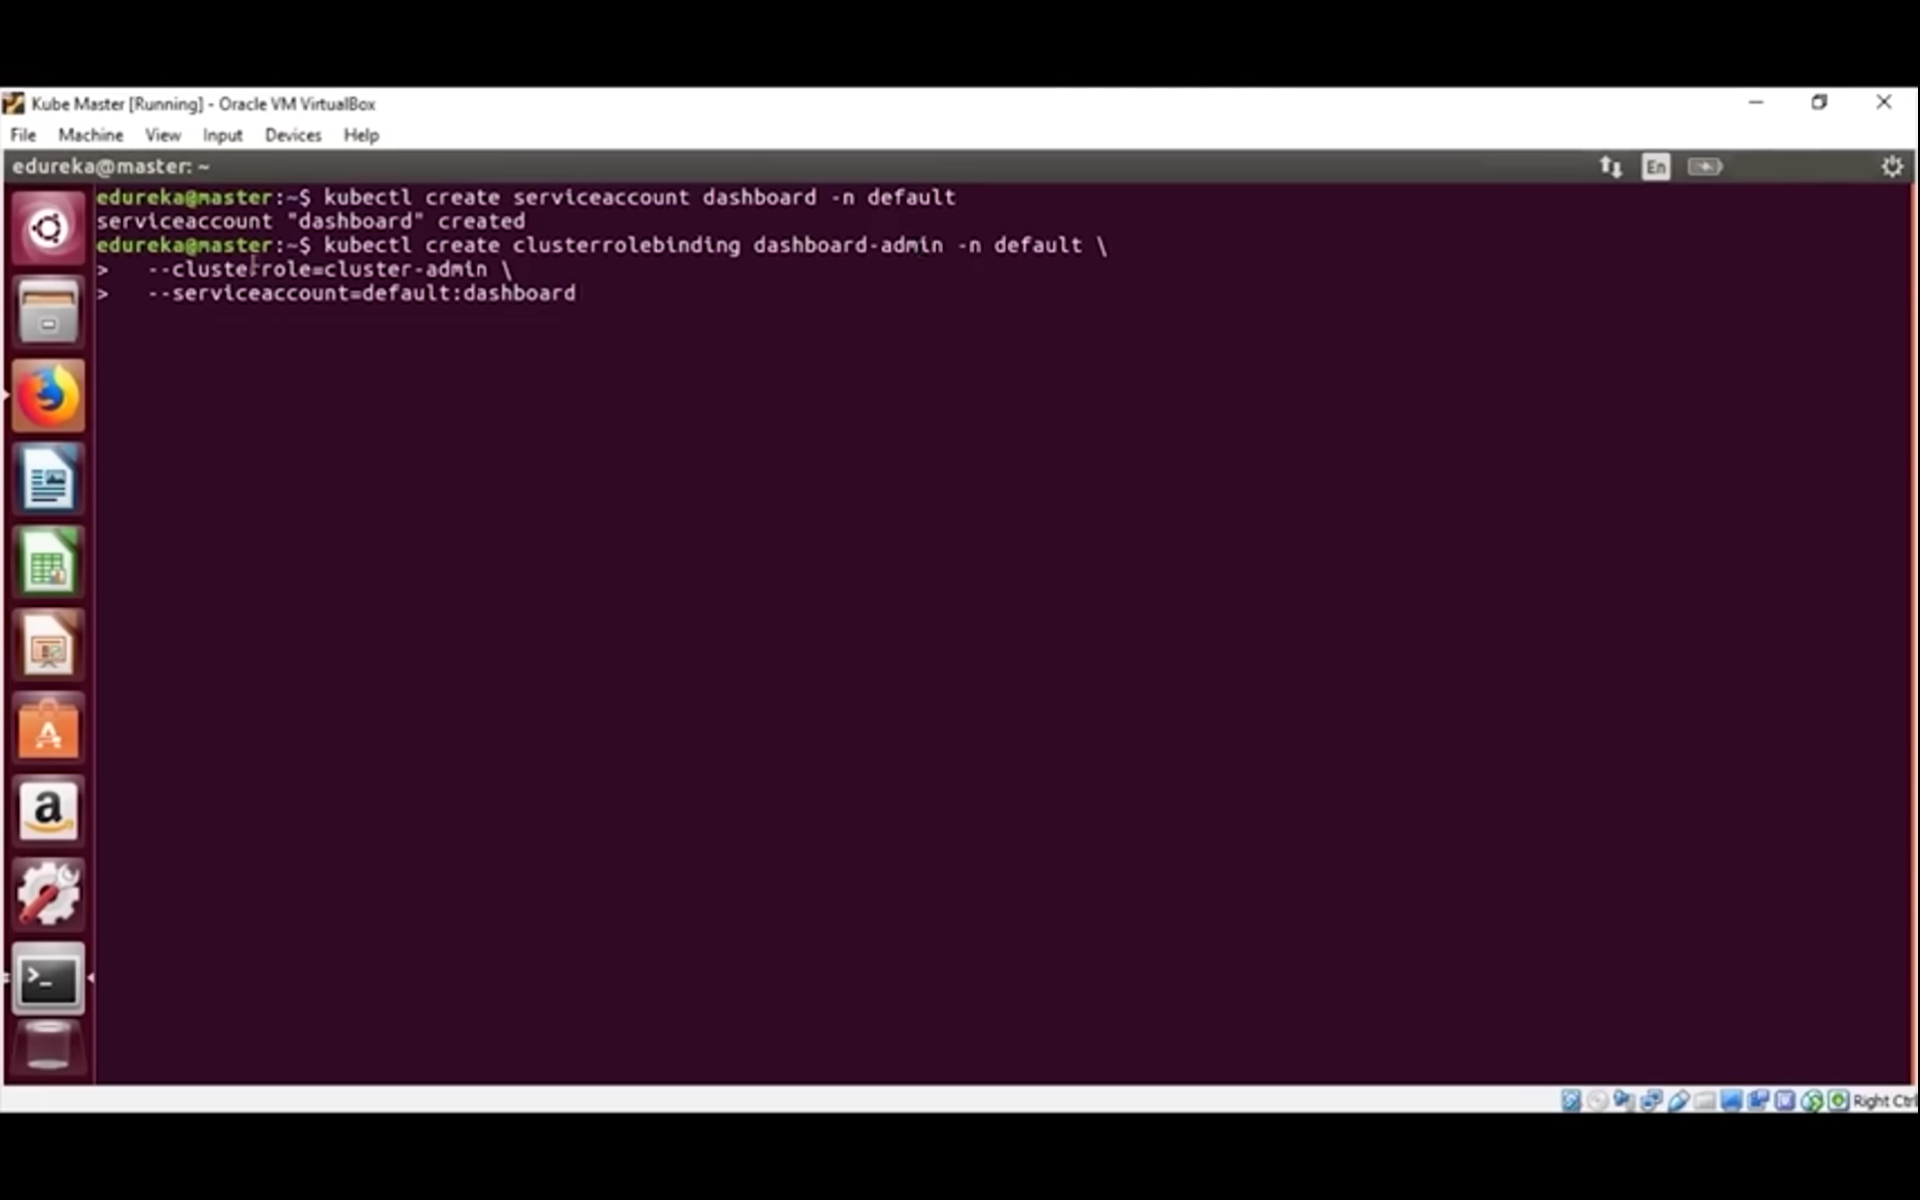 Kube Master [Running] - Oracle VM VirtualBox
File Machine View Input Devices Help
edureka@master: ~
En
edureka@master:~$ kubectl create serviceaccount dashboard -n default
serviceaccount "dashboard" created
edureka@master:~$ kubectl create clusterrolebinding dashboard-admin -n default \
> --clusterrole=cluster-admin \
> --serviceaccount=default:dashboard
Right Ctrl